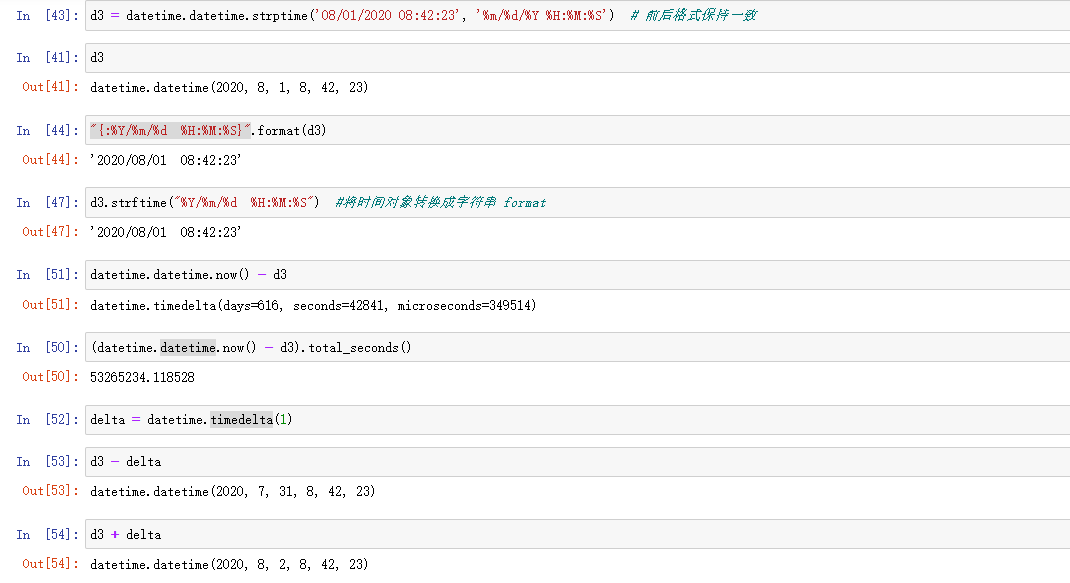 In [43]: d3 = datetime.datetime.strptime('08/01/2020 08:42:23', '%m/%d/%Y %H:%M:%S')  # 前后格式保持一致
In [41]: d3
Out[41]: datetime.datetime(2020, 8, 1, 8, 42, 23)
In [44]: "{:%Y/%m/%d  %H:%M:%S}".format(d3)
Out[44]: '2020/08/01  08:42:23'
In [47]: d3.strftime("%Y/%m/%d  %H:%M:%S")  #将时间对象转换成字符串 format
Out[47]: '2020/08/01  08:42:23'
In [51]: datetime.datetime.now() - d3
Out[51]: datetime.timedelta(days=616, seconds=42841, microseconds=349514)
In [50]: (datetime.datetime.now() - d3).total_seconds()
Out[50]: 53265234.118528
In [52]: delta = datetime.timedelta(1)
In [53]: d3 - delta
Out[53]: datetime.datetime(2020, 7, 31, 8, 42, 23)
In [54]: d3 + delta
Out[54]: datetime.datetime(2020, 8, 2, 8, 42, 23)